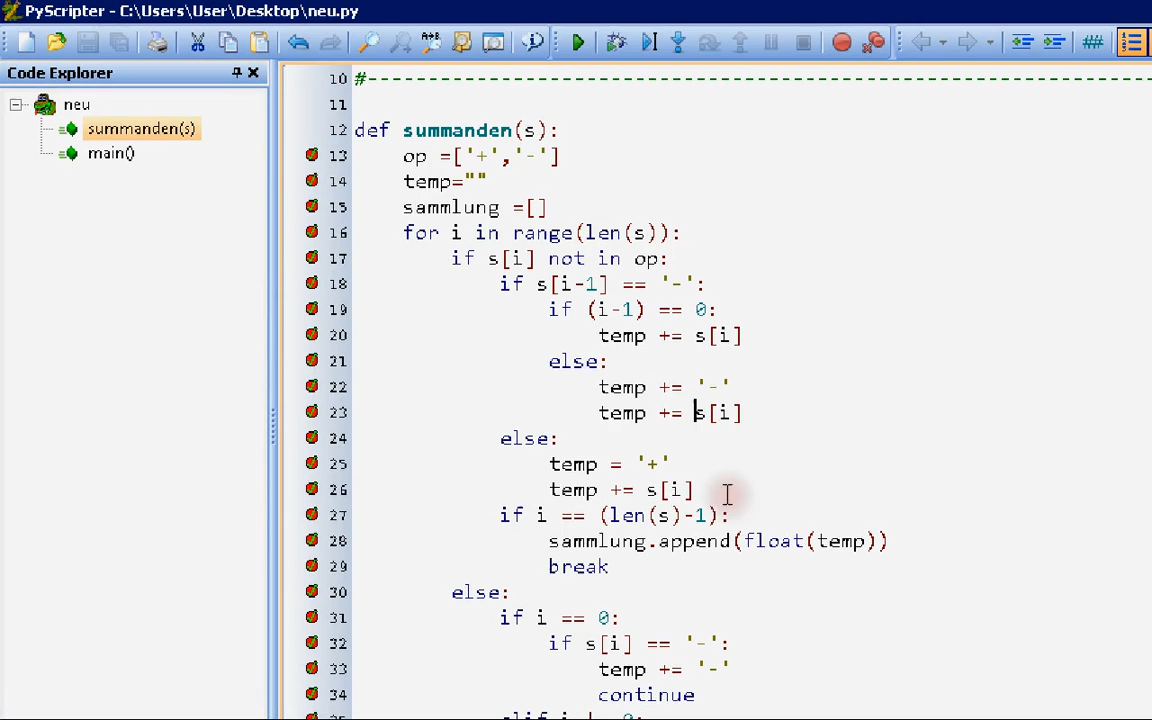 PyScripter - C:\Users\User\Desktop\neu.py
Code Explorer
neu
summanden(s)
main()
10 #-----------------------------------------------------------------
11
12 def summanden(s):
13 op =['+','-']
14 temp=""
15 sammlung =[]
16 for i in range(len(s)):
17 if s[i] not in op:
18 if s[i-1] == '-':
19 if (i-1) == 0:
20 temp += s[i]
21 else:
22 temp += '-'
23 temp += s[i]
24 else:
25 temp = '+'
26 temp += s[i]
27 if i == (len(s)-1):
28 sammlung.append(float(temp))
29 break
30 else:
31 if i == 0:
32 if s[i] == '-':
33 temp += '-'
34 continue